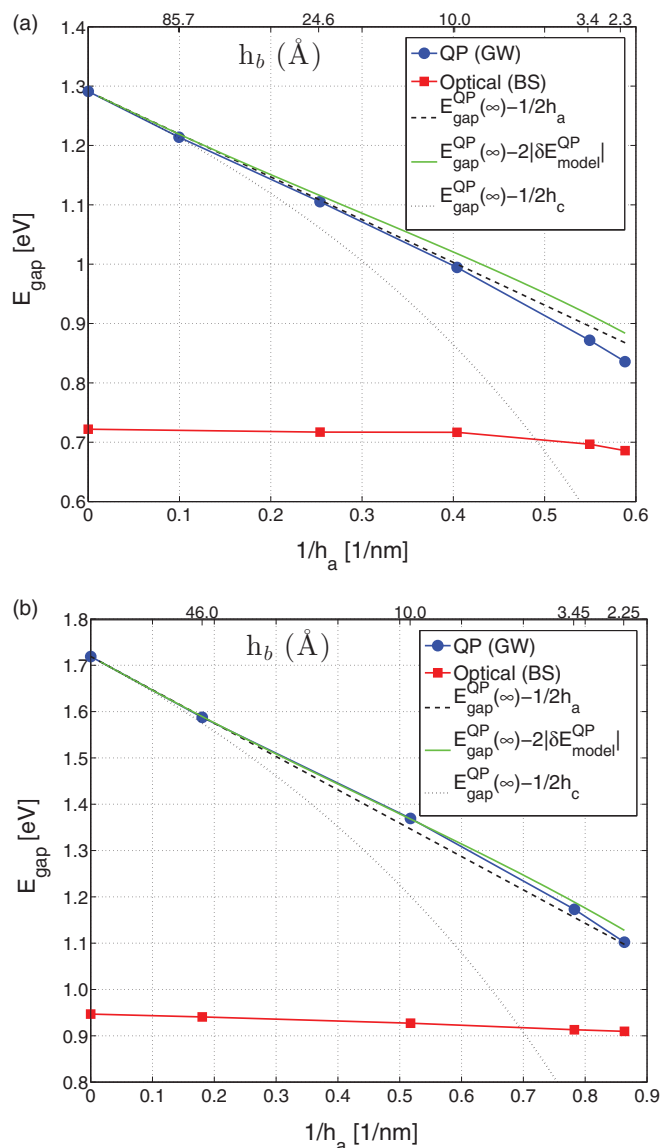 (a)
85.7 24.6 10.0 3.4 2.3
h_b (Å)
QP (GW)
Optical (BS)
E_gap^QP(∞)−1/2h_a
E_gap^QP(∞)−2|δE_model^QP|
E_gap^QP(∞)−1/2h_c
1.4
1.3
1.2
1.1
1
0.9
0.8
0.7
0.6
E_gap [eV]
0 0.1 0.2 0.3 0.4 0.5 0.6
1/h_a [1/nm]
(b)
46.0 10.0 3.45 2.25
h_b (Å)
QP (GW)
Optical (BS)
E_gap^QP(∞)−1/2h_a
E_gap^QP(∞)−2|δE_model^QP|
E_gap^QP(∞)−1/2h_c
1.8
1.7
1.6
1.5
1.4
1.3
1.2
1.1
1.0
0.9
0.8
E_gap [eV]
0 0.1 0.2 0.3 0.4 0.5 0.6 0.7 0.8 0.9
1/h_a [1/nm]